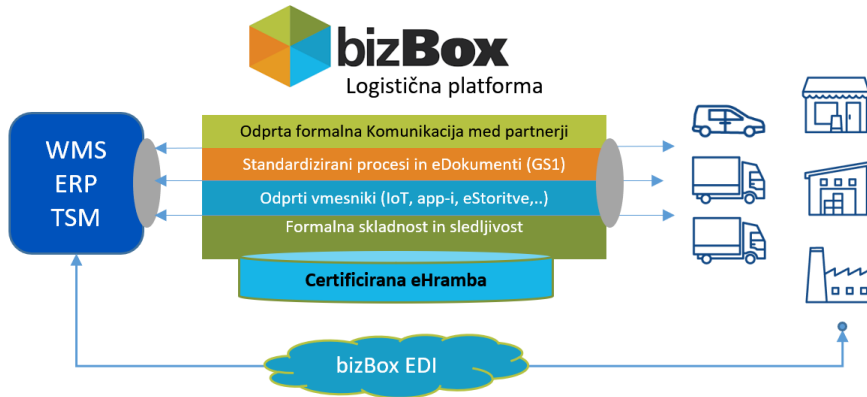 bizBox
Logistična platforma
WMS
ERP
TSM
Odprta formalna Komunikacija med partnerji
Standardizirani procesi in eDokumenti (GS1)
Odprti vmesniki (IoT, app-i, eStoritve,..)
Formalna skladnost in sledljivost
Certificirana eHramba
bizBox EDI